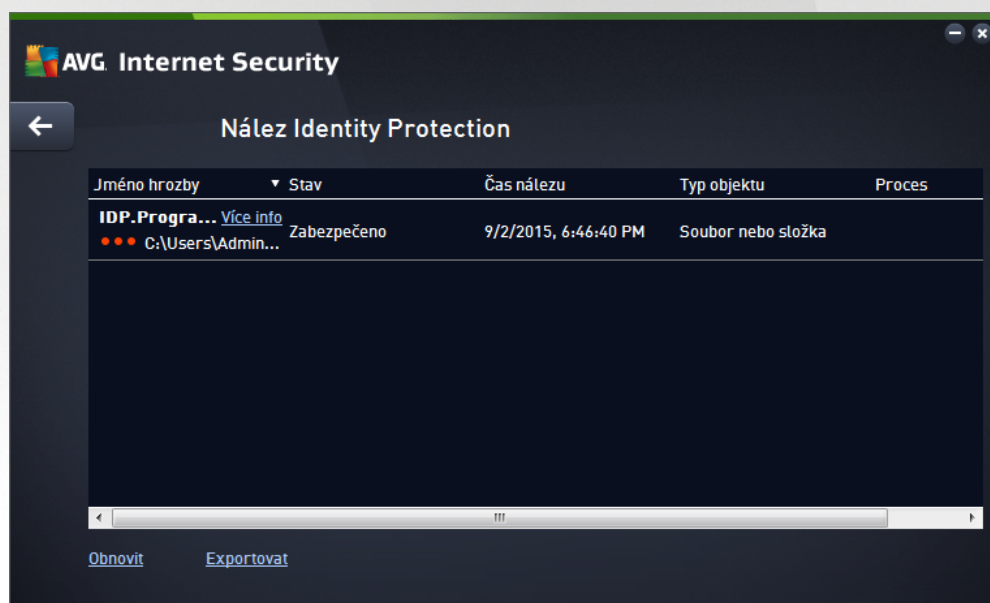 AVG Internet Security
Nález Identity Protection
Jméno hrozby Stav Čas nálezu Typ objektu Proces
IDP.Progra... Více info
C:\Users\Admin... Zabezpečeno 9/2/2015, 6:46:40 PM Soubor nebo složka
Obnovit Exportovat